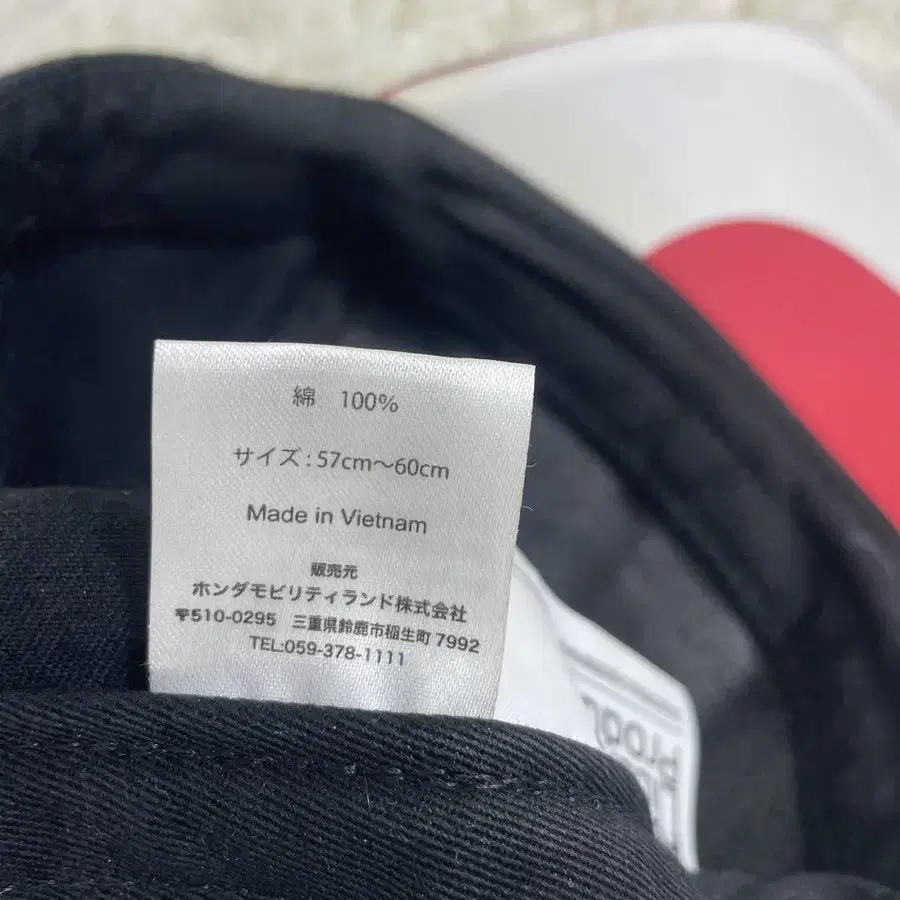 綿 100%
サイズ : 57cm〜60cm
Made in Vietnam
販売元
ホンダモビリティランド株式会社
〒510-0295 三重県鈴鹿市稲生町 7992
TEL:059-378-1111